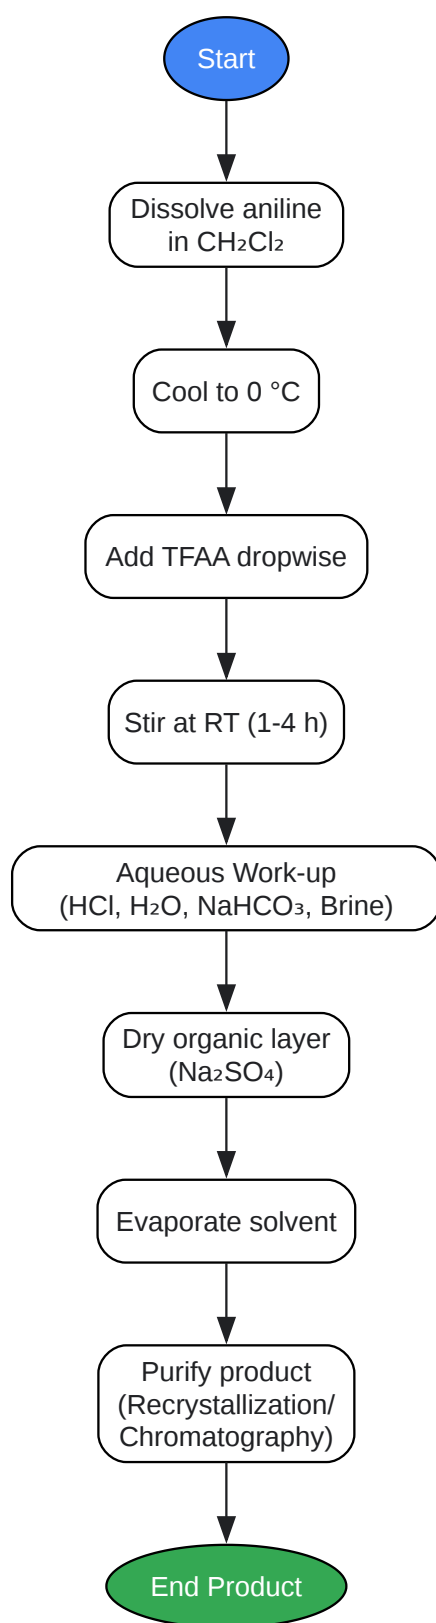 Start
Dissolve aniline
in CH₂Cl₂
Cool to 0 °C
Add TFAA dropwise
Stir at RT (1-4 h)
Aqueous Work-up
(HCl, H₂O, NaHCO₃, Brine)
Dry organic layer
(Na₂SO₄)
Evaporate solvent
Purify product
(Recrystallization/
Chromatography)
End Product